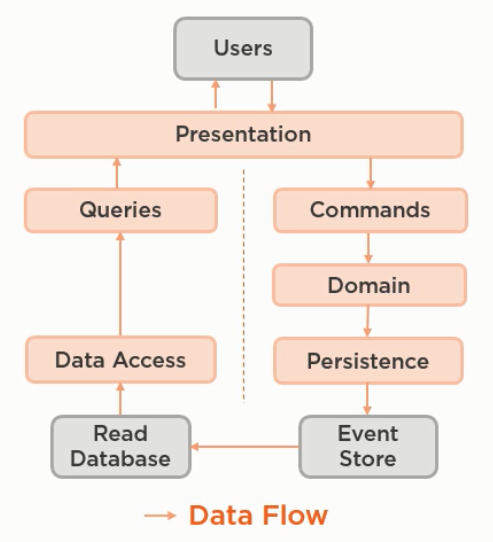 Users
Presentation
Queries
Commands
Domain
Data Access
Persistence
Read
Database
Event
Store
Data Flow